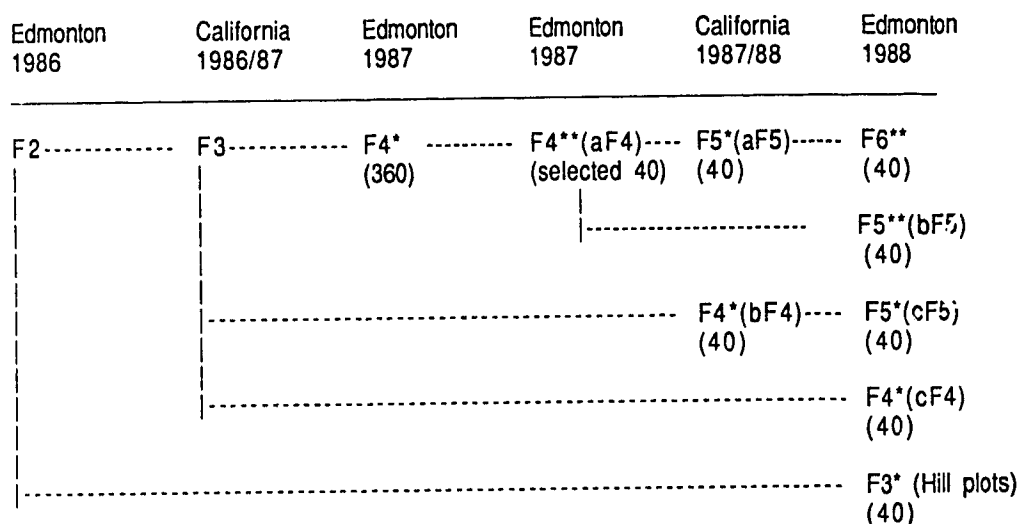 Edmonton California Edmonton Edmonton California Edmonton
1986 1986/87 1987 1987 1987/88 1988
F2 F3 F4* F4**(aF4) F5*(aF5) F6**
(360) (selected 40) (40) (40)
F5**(bF5)
(40)
F4*(bF4) F5*(cF5)
(40) (40)
F4*(cF4)
(40)
F3* (Hill plots)
(40)